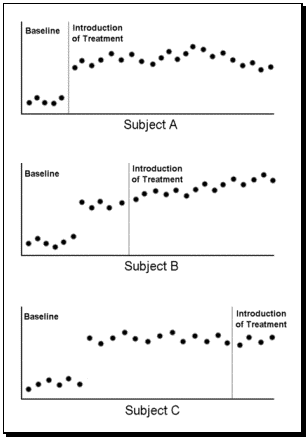 Baseline
Introduction
of Treatment
Subject A
Baseline
Introduction
of Treatment
Subject B
Baseline
Introduction
of Treatment
Subject C